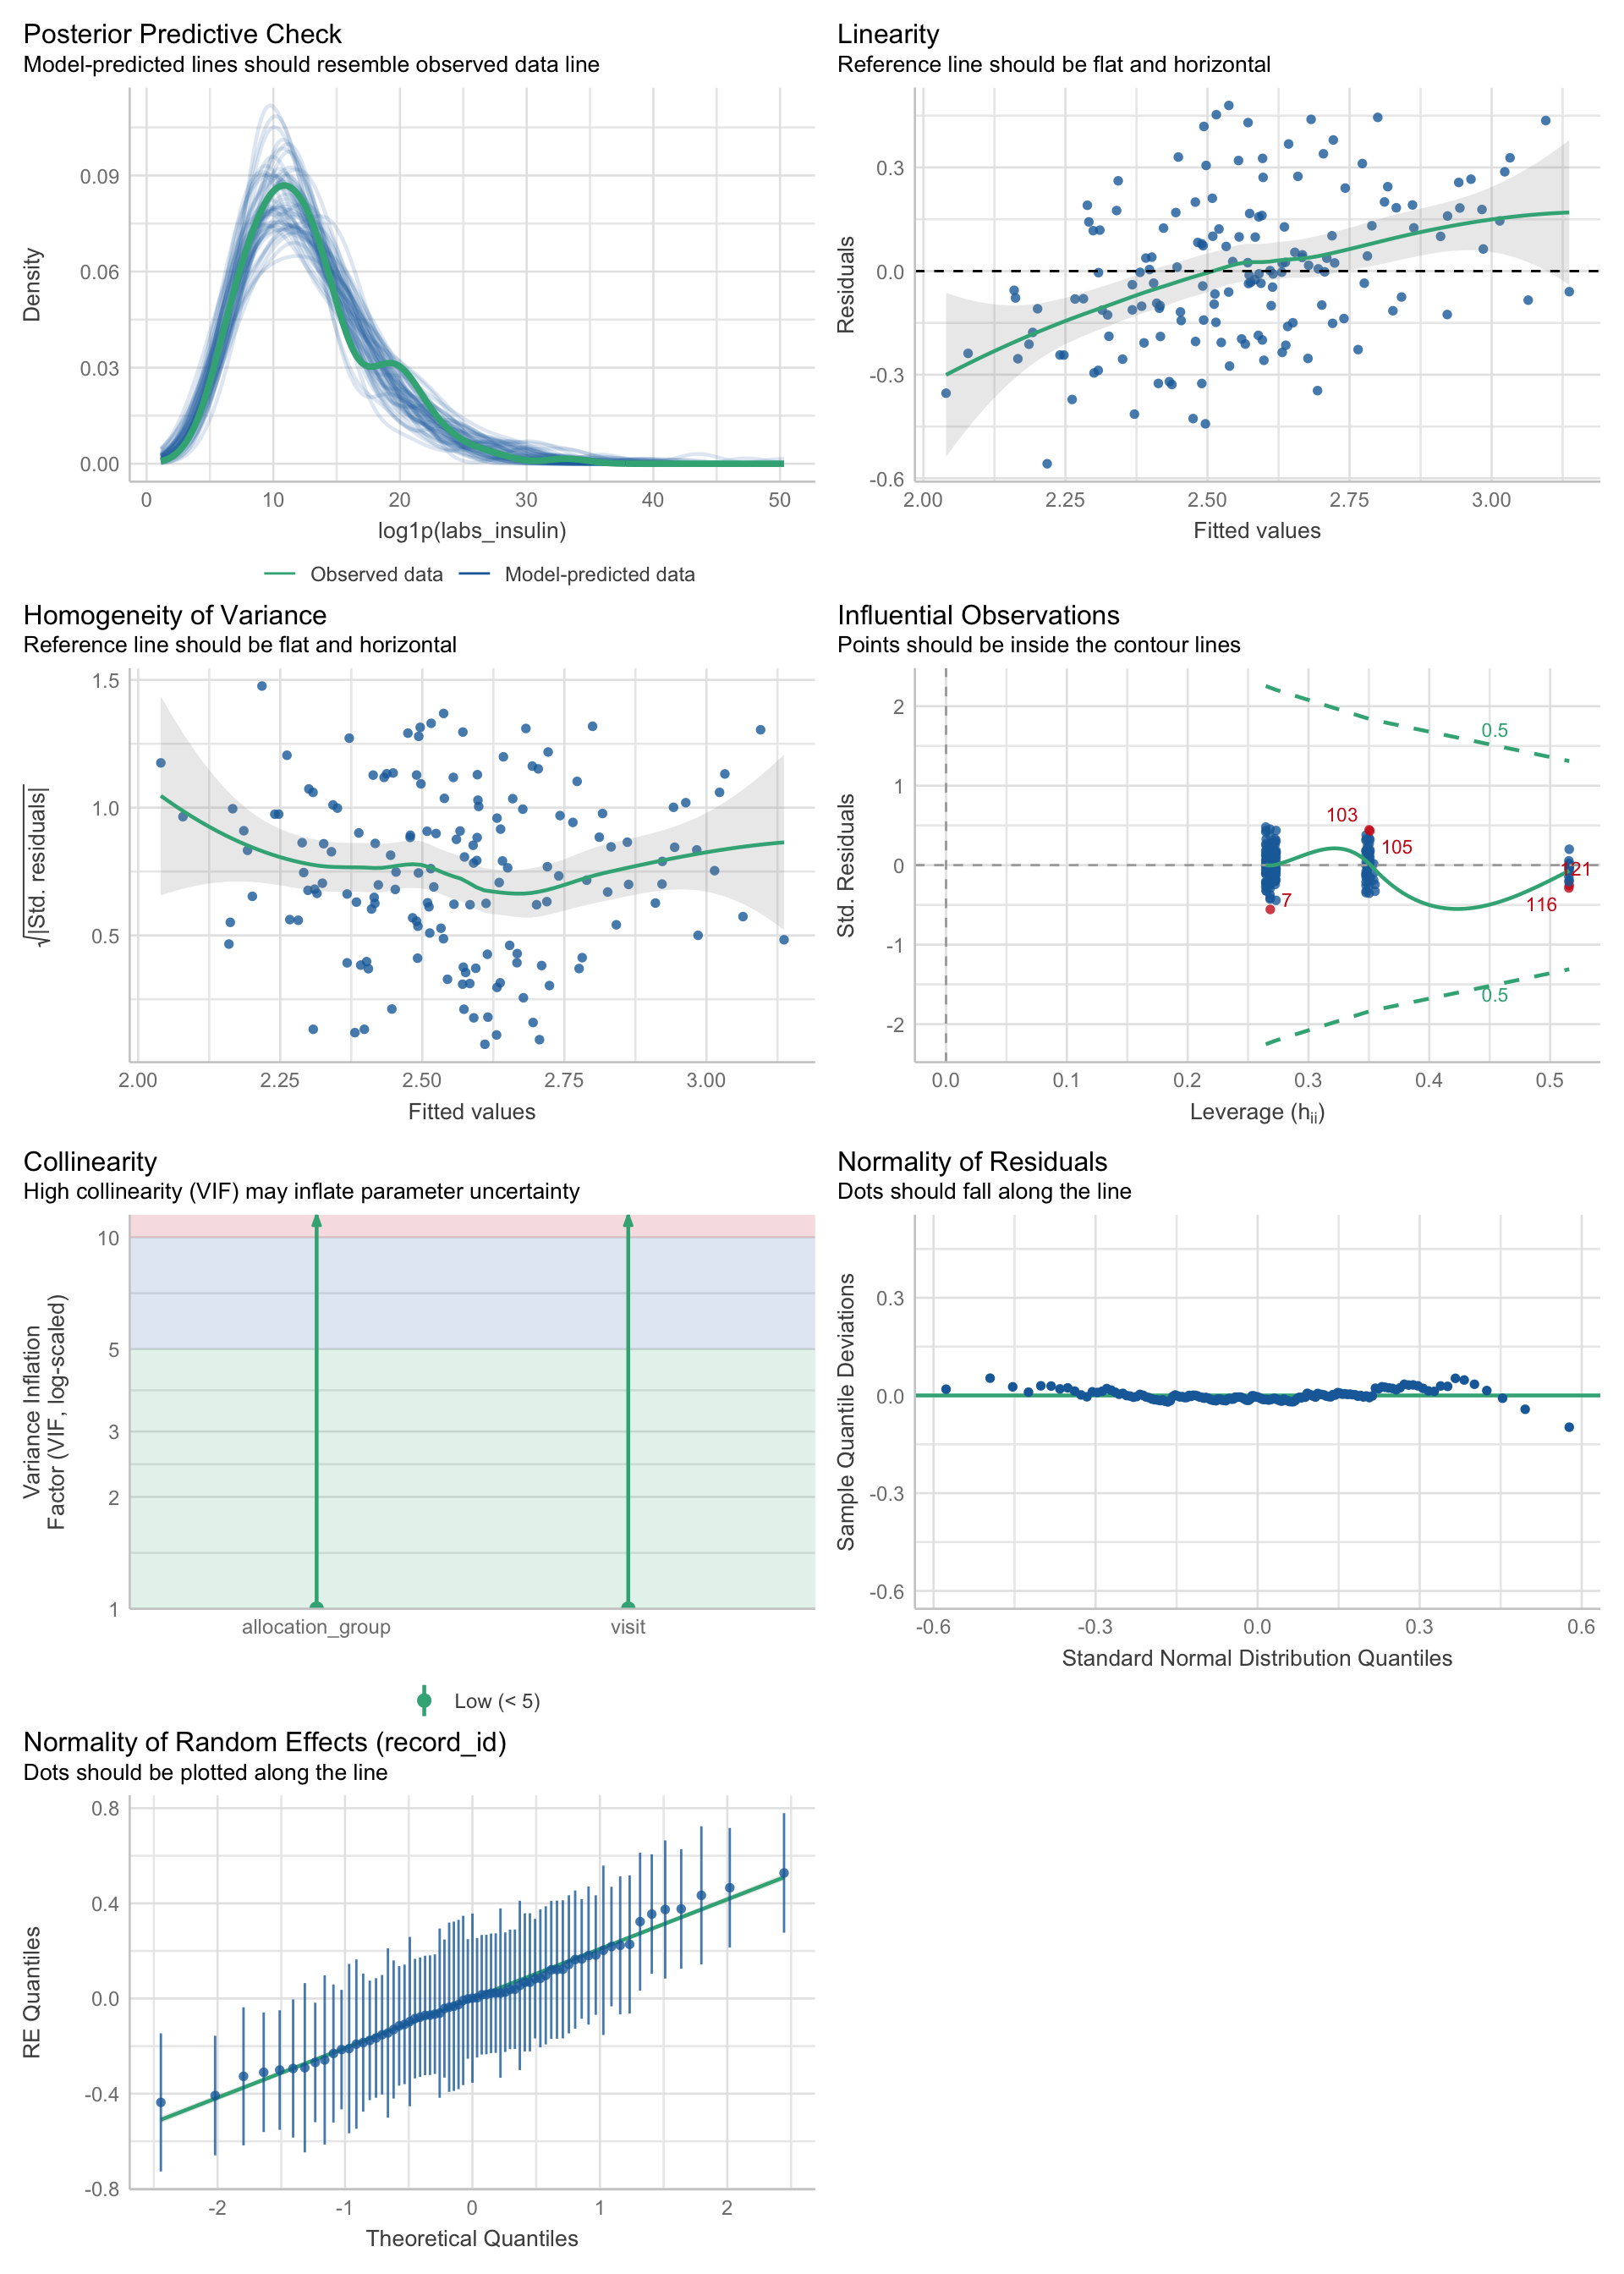 Posterior Predictive Check
Model-predicted lines should resemble observed data line
Density
0.09
0.06
0.03
0.00
0 10 20 30 40 50
log1p(labs_insulin)
Observed data Model-predicted data
Linearity
Reference line should be flat and horizontal
Residuals
0.3
0.0
-0.3
-0.6
2.00 2.25 2.50 2.75 3.00
Fitted values
Homogeneity of Variance
Reference line should be flat and horizontal
√|Std. residuals|
1.5
1.0
0.5
2.00 2.25 2.50 2.75 3.00
Fitted values
Influential Observations
Points should be inside the contour lines
Std. Residuals
2
1
0
-1
-2
0.5
103
105
121
7
116
0.5
0.0 0.1 0.2 0.3 0.4 0.5
Leverage (hii)
Collinearity
High collinearity (VIF) may inflate parameter uncertainty
Variance Inflation
Factor (VIF, log-scaled)
10
5
3
2
1
allocation_group visit
Low (< 5)
Normality of Residuals
Dots should fall along the line
Sample Quantile Deviations
0.3
0.0
-0.3
-0.6
-0.6 -0.3 0.0 0.3 0.6
Standard Normal Distribution Quantiles
Normality of Random Effects (record_id)
Dots should be plotted along the line
RE Quantiles
0.8
0.4
0.0
-0.4
-0.8
-2 -1 0 1 2
Theoretical Quantiles